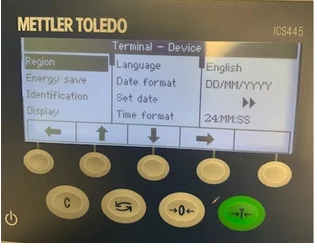 METTLER TOLEDO
ICS445
Terminal - Device
Region
Energy save
Identification
Display
Language
Date format
Set date
Time format
English
DD/MM/YYYY
24:MM:SS
C
→0←
→T←